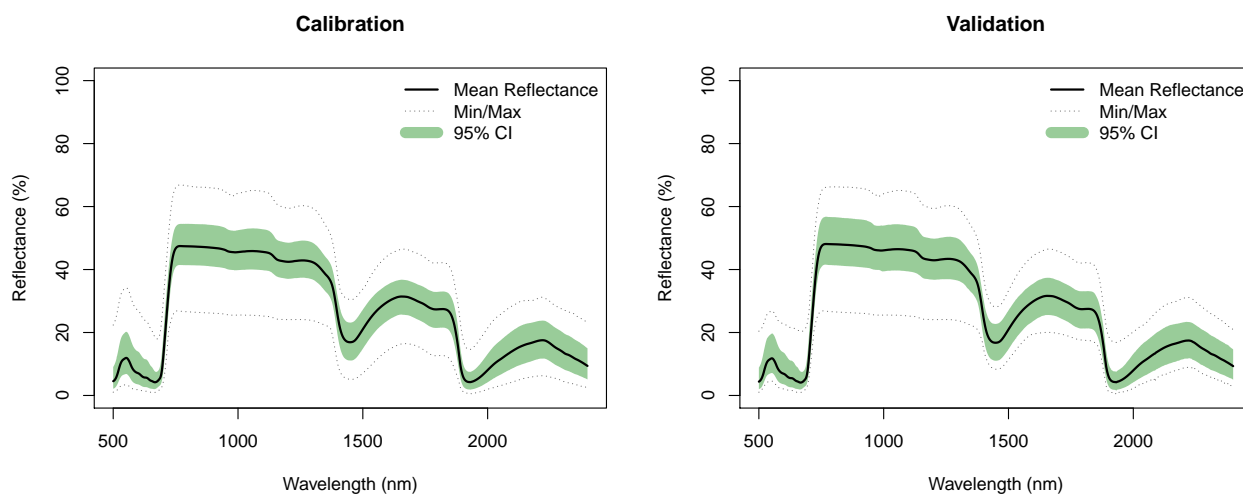 Calibration
100
80
60
40
20
0
Reflectance (%)
Mean Reflectance
Min/Max
95% CI
500
1000
1500
2000
Wavelength (nm)
Validation
100
80
60
40
20
0
Reflectance (%)
Mean Reflectance
Min/Max
95% CI
500
1000
1500
2000
Wavelength (nm)